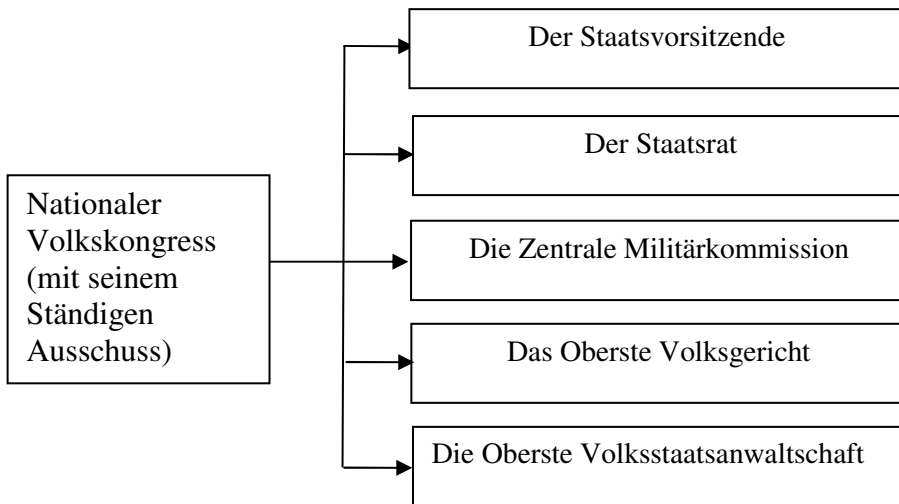 Der Staatsvorsitzende
Der Staatsrat
Nationaler
Volkskongress
(mit seinem
Ständigen
Ausschuss)
Die Zentrale Militärkommission
Das Oberste Volksgericht
Die Oberste Volksstaatsanwaltschaft